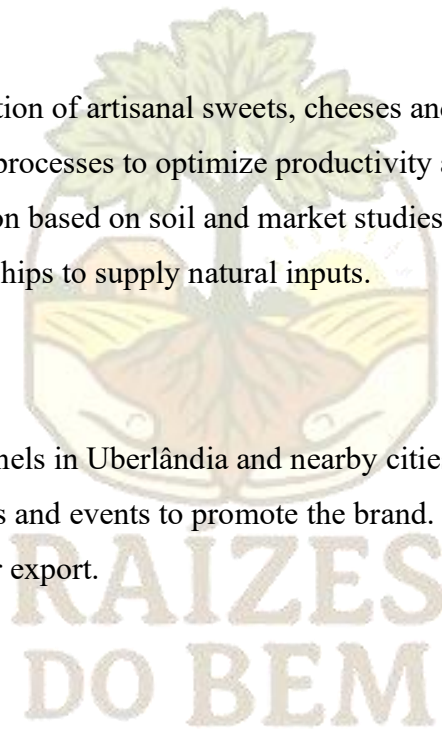 tion of artisanal sweets, cheeses and
processes to optimize productivity a
on based on soil and market studies
hips to supply natural inputs.
nels in Uberlândia and nearby citie
s and events to promote the brand.
r export.
RAIZES
DO BEM